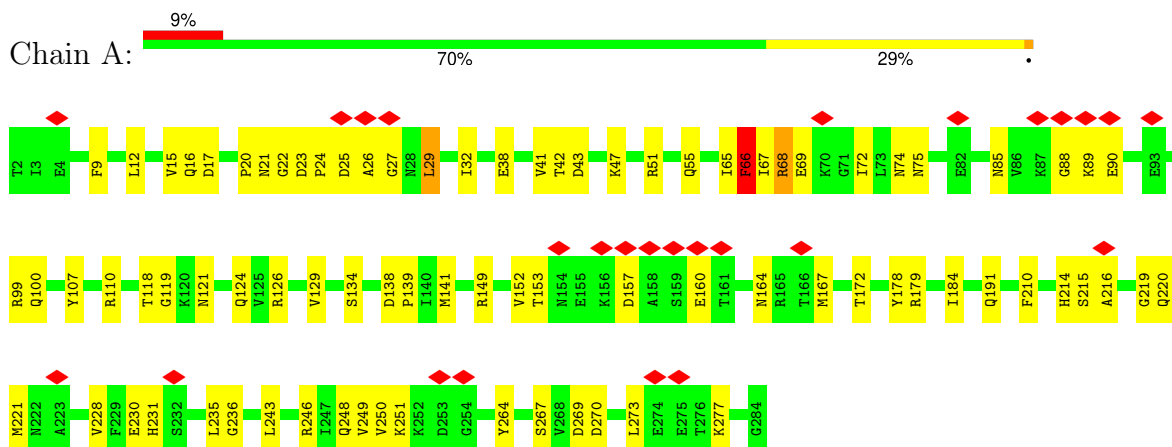 9%
Chain A:
70% 29% •
T2 I3 E4 F9 L12 V15 Q16 D17 P20 N21 G22 D23 P24 D25 A26 G27 N28 L29 I32 E38 V41 T42 D43 K47 R51 Q55 I65 F66 I67 R68 E69 K70 G71 I72 L73 N74 N75 E82 N85 V86 K87 G88 K89 E90 E93
R99 Q100 Y107 R110 T118 G119 K120 N121 Q124 V125 R126 V129 S134 D138 P139 I140 M141 R149 V152 T153 N154 E155 K156 D157 A158 S159 E160 T161 N164 R165 T166 M167 T172 Y178 R179 I184 Q191 F210 H214 S215 A216 G219 Q220
M221 N222 A223 V228 F229 E230 H231 S232 L235 G236 L243 R246 I247 Q248 V249 V250 K251 K252 D253 G254 Y264 S267 V268 D269 D270 L273 E274 E275 T276 K277 G284